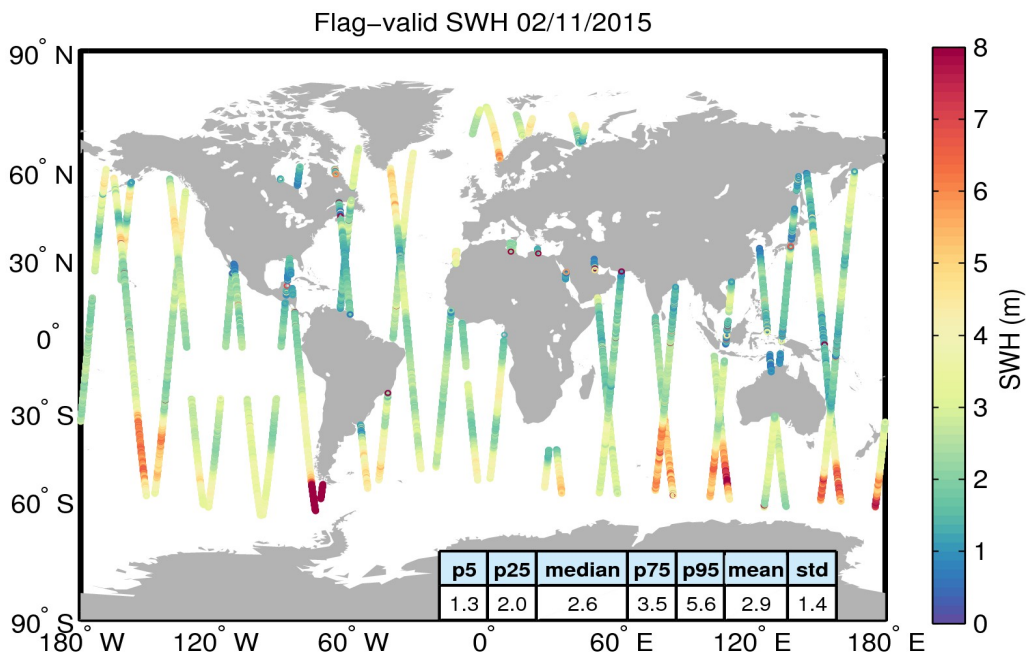 Flag−valid SWH 02/11/2015
90° N
60° N
30° N
0°
30° S
60° S
90° S
180° W
120° W
60° W
0°
60° E
120° E
180° E
p5 p25 median p75 p95 mean std
1.3 2.0 2.6 3.5 5.6 2.9 1.4
8
7
6
5
4
3
2
1
0
SWH (m)